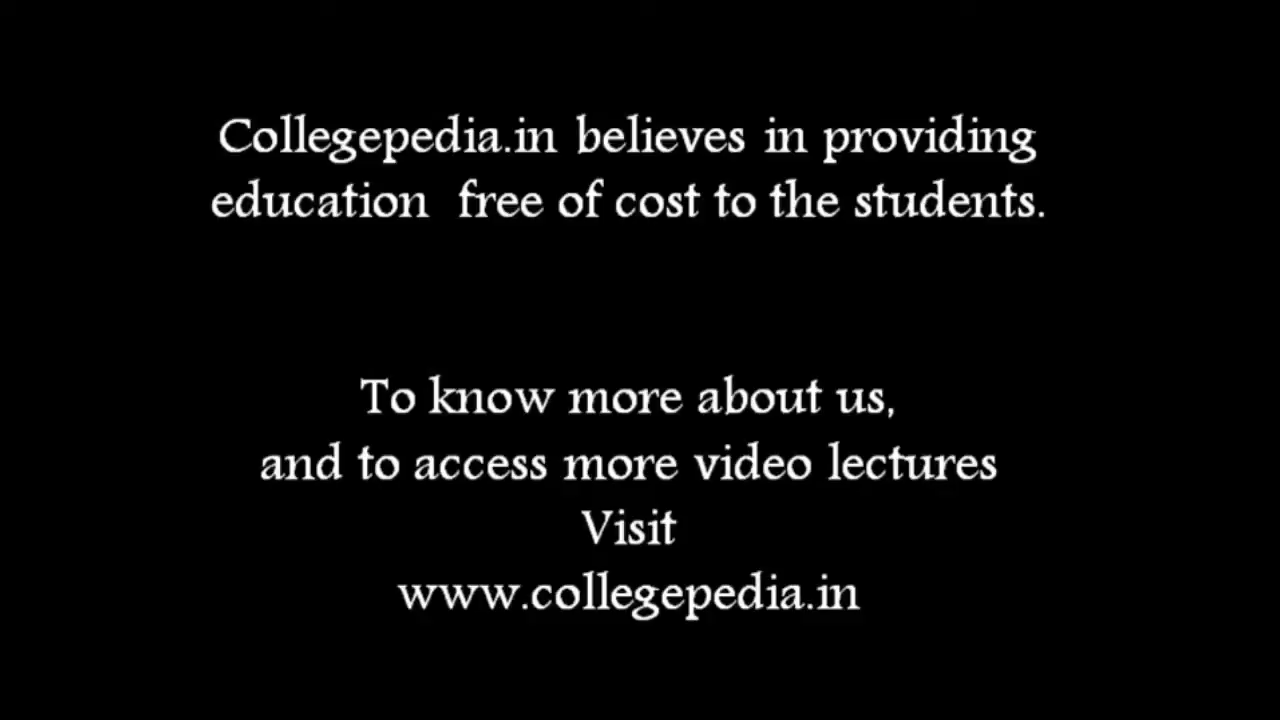 Collegepedia.in believes in providing
education  free of cost to the students.
To know more about us,
and to access more video lectures
Visit
www.collegepedia.in